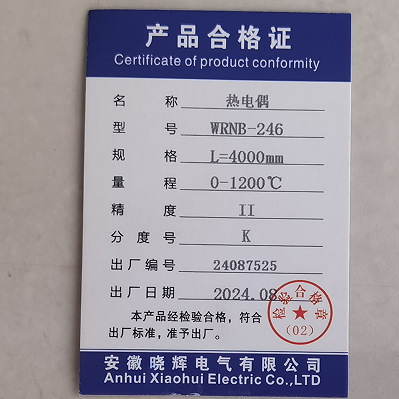 产品合格证
Certificate of product conformity
名 称 热电偶
型 号 WRNB-246
规 格 L=4000mm
量 程 0-1200℃
精 度 II
分 度 号 K
出厂编号 24087525
出厂日期 2024.08
检验合格章
(02)
本产品经检验合格，符合
出厂标准，准予出厂。
安徽晓辉电气有限公司
Anhui Xiaohui Electric Co.,LTD